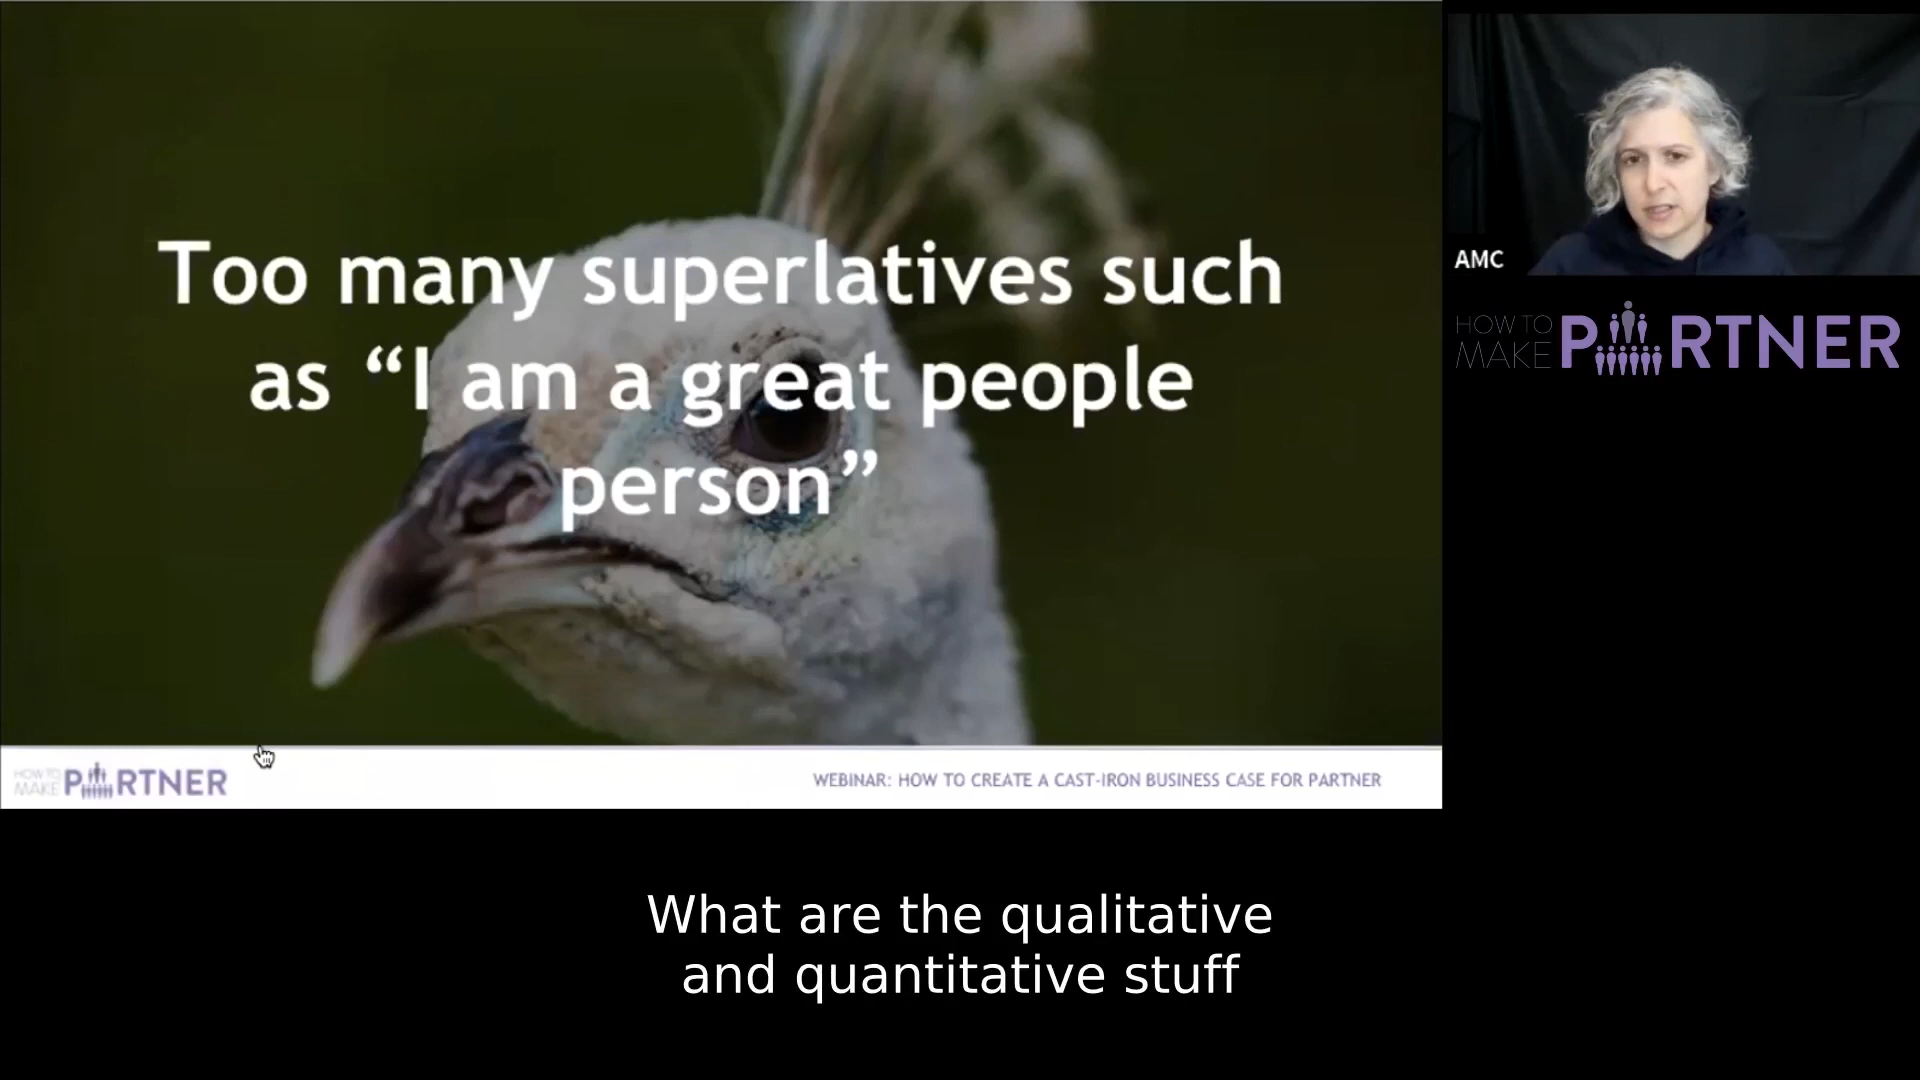 Too many superlatives such
as “I am a great people
person”
AMC
HOW TO
MAKE PARTNER
HOW TO
MAKE PARTNER
WEBINAR: HOW TO CREATE A CAST-IRON BUSINESS CASE FOR PARTNER
What are the qualitative
and quantitative stuff